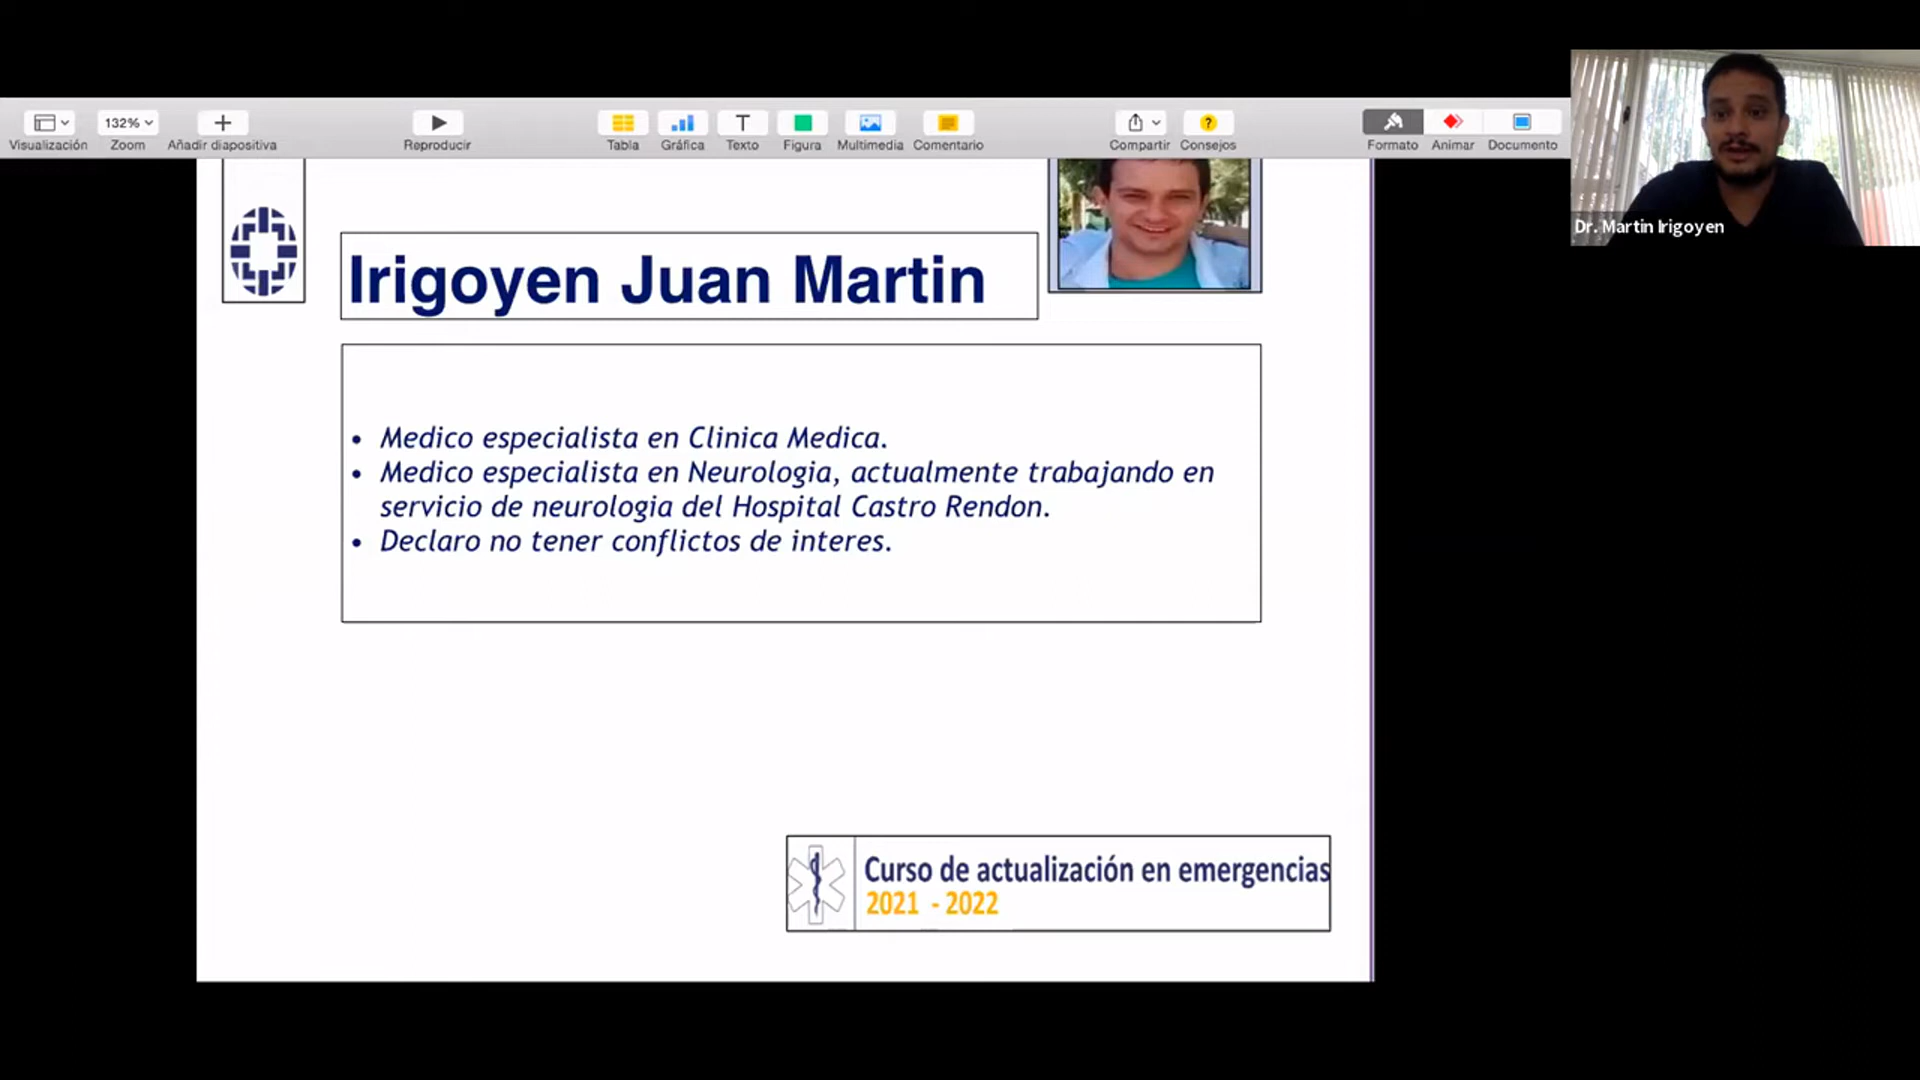 132%
Visualización
Zoom
Añadir diapositiva
Reproducir
Tabla
Gráfica
T
Texto
Figura
Multimedia
Comentario
Compartir
?
Consejos
Formato
Animar
Documento
Dr. Martin Irigoyen
Irigoyen Juan Martin
• Medico especialista en Clinica Medica.
• Medico especialista en Neurologia, actualmente trabajando en
servicio de neurologia del Hospital Castro Rendon.
• Declaro no tener conflictos de interes.
Curso de actualización en emergencias
2021 - 2022